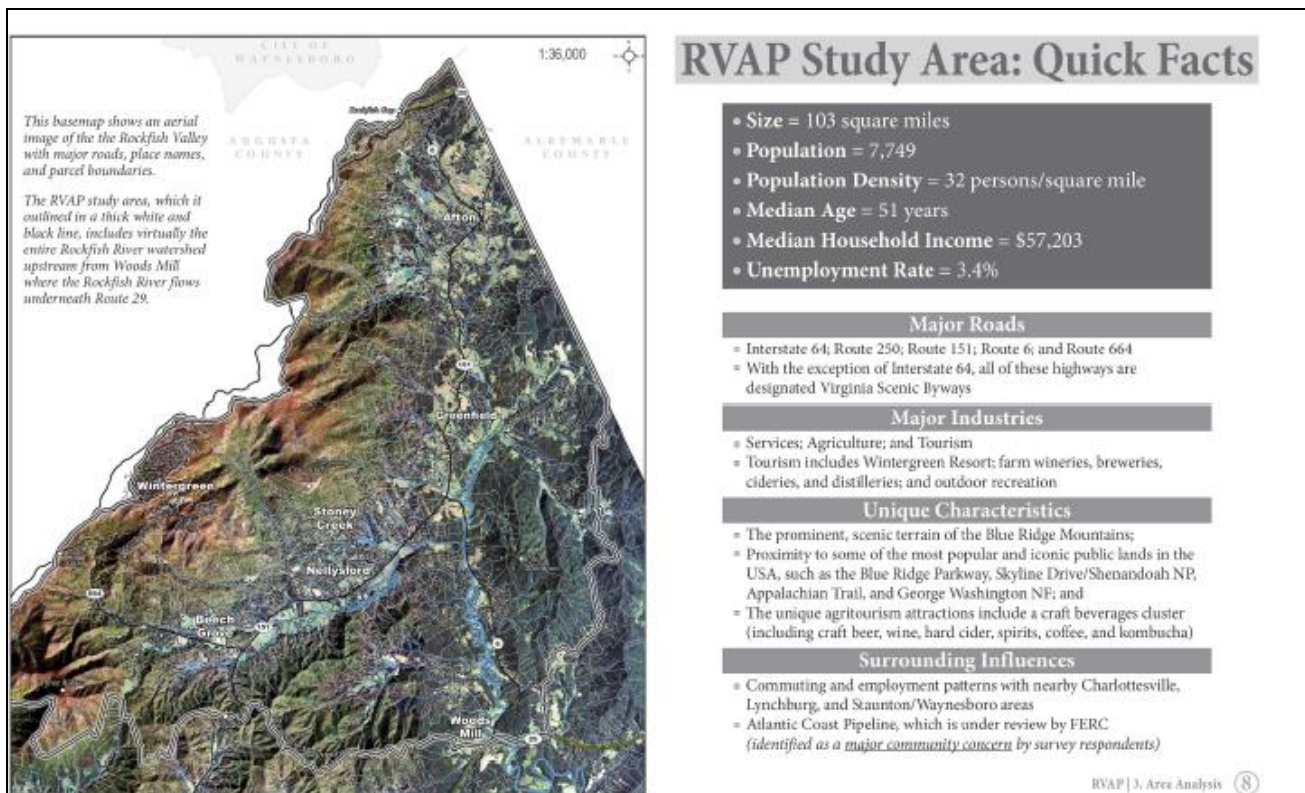 CITY OF
WAYNESBORO
1:36,000
Rockfish Gap
This basemap shows an aerial
image of the the Rockfish Valley
with major roads, place names,
and parcel boundaries.
AUGUSTA
COUNTY
ALBEMARLE
COUNTY
The RVAP study area, which it
outlined in a thick white and
black line, includes virtually the
entire Rockfish River watershed
upstream from Woods Mill
where the Rockfish River flows
underneath Route 29.
Afton
151
Greenfield
Wintergreen
Stoney
Creek
Nellysford
664
Beech
Grove
151
6
Woods
Mill
29
RVAP Study Area: Quick Facts
• Size = 103 square miles
• Population = 7,749
• Population Density = 32 persons/square mile
• Median Age = 51 years
• Median Household Income = $57,203
• Unemployment Rate = 3.4%
Major Roads
Interstate 64; Route 250; Route 151; Route 6; and Route 664
With the exception of Interstate 64, all of these highways are
designated Virginia Scenic Byways
Major Industries
Services; Agriculture; and Tourism
Tourism includes Wintergreen Resort; farm wineries, breweries,
cideries, and distilleries; and outdoor recreation
Unique Characteristics
The prominent, scenic terrain of the Blue Ridge Mountains;
Proximity to some of the most popular and iconic public lands in the
USA, such as the Blue Ridge Parkway, Skyline Drive/Shenandoah NP,
Appalachian Trail, and George Washington NF; and
The unique agritourism attractions include a craft beverages cluster
(including craft beer, wine, hard cider, spirits, coffee, and kombucha)
Surrounding Influences
Commuting and employment patterns with nearby Charlottesville,
Lynchburg, and Staunton/Waynesboro areas
Atlantic Coast Pipeline, which is under review by FERC
(identified as a major community concern by survey respondents)
RVAP | 3. Area Analysis 8